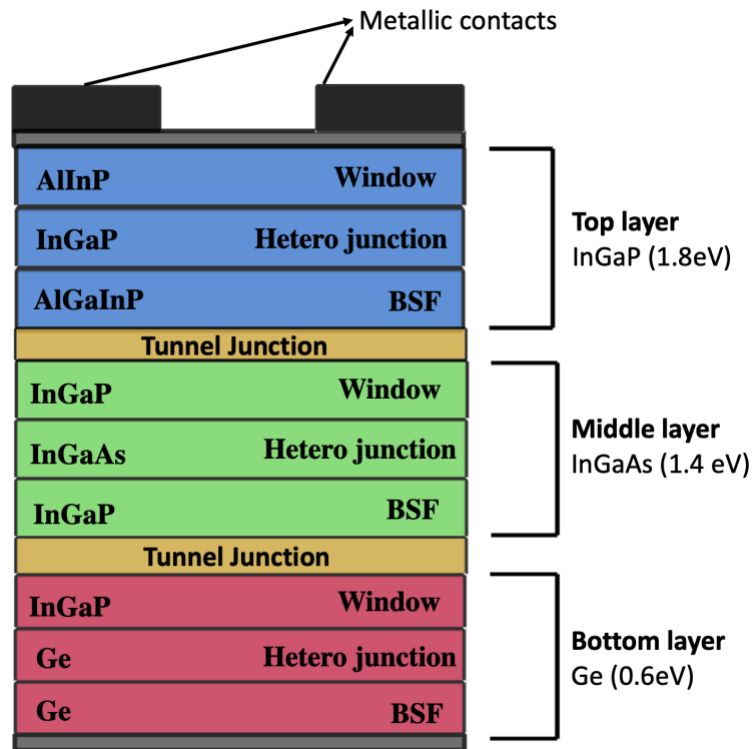 Metallic contacts
AlInP Window
InGaP Hetero junction
AlGaInP BSF
Top layer
InGaP (1.8eV)
Tunnel Junction
InGaP Window
InGaAs Hetero junction
InGaP BSF
Middle layer
InGaAs (1.4 eV)
Tunnel Junction
InGaP Window
Ge Hetero junction
Ge BSF
Bottom layer
Ge (0.6eV)